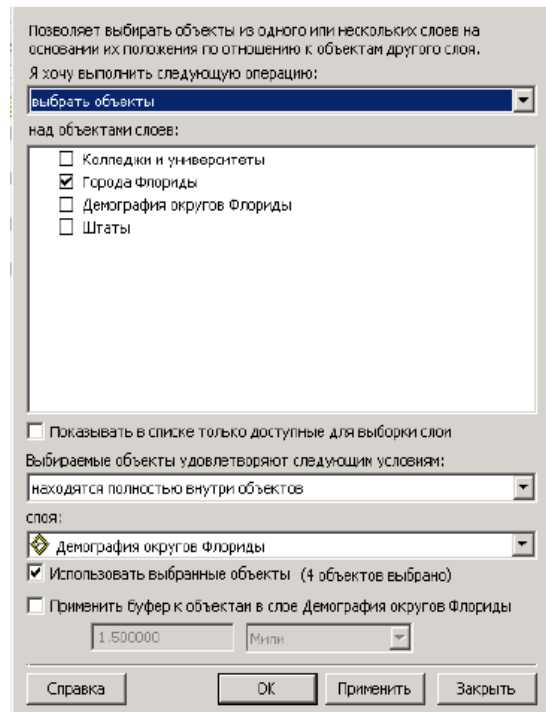 Позволяет выбирать объекты из одного или нескольких слоев на
основании их положения по отношению к объектам другого слоя.
Я хочу выполнить следующую операцию:
выбрать объекты
над объектами слоев:
Колледжи и университеты
Города Флориды
Демография округов Флориды
Штаты
Показывать в списке только доступные для выборки слои
Выбираемые объекты удовлетворяют следующим условиям:
находятся полностью внутри объектов
слоя:
Демография округов Флориды
Использовать выбранные объекты (4 объектов выбрано)
Применить буфер к объектам в слое Демография округов Флориды
1.500000 Мили
Справка ОК Применить Закрыть